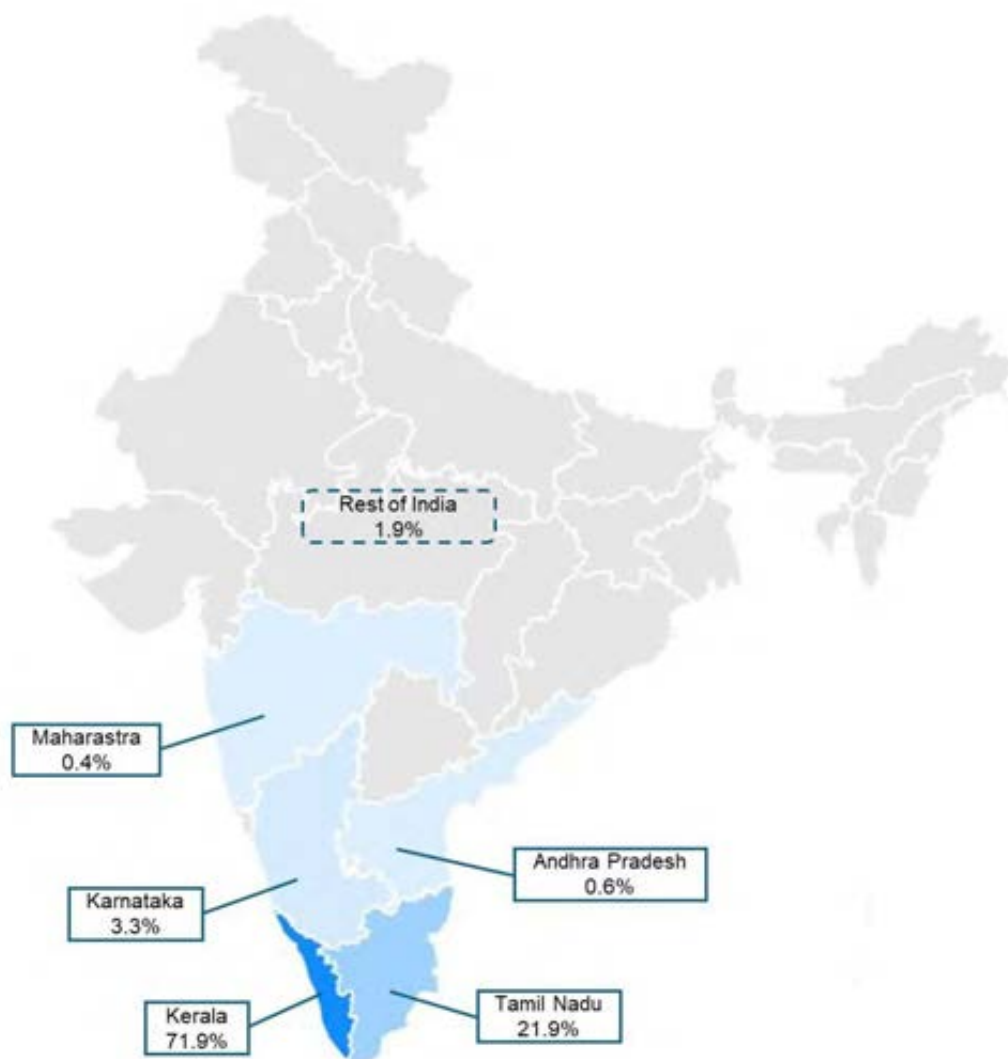 Rest of India
1.9%
Maharastra
0.4%
Andhra Pradesh
0.6%
Karnataka
3.3%
Tamil Nadu
21.9%
Kerala
71.9%